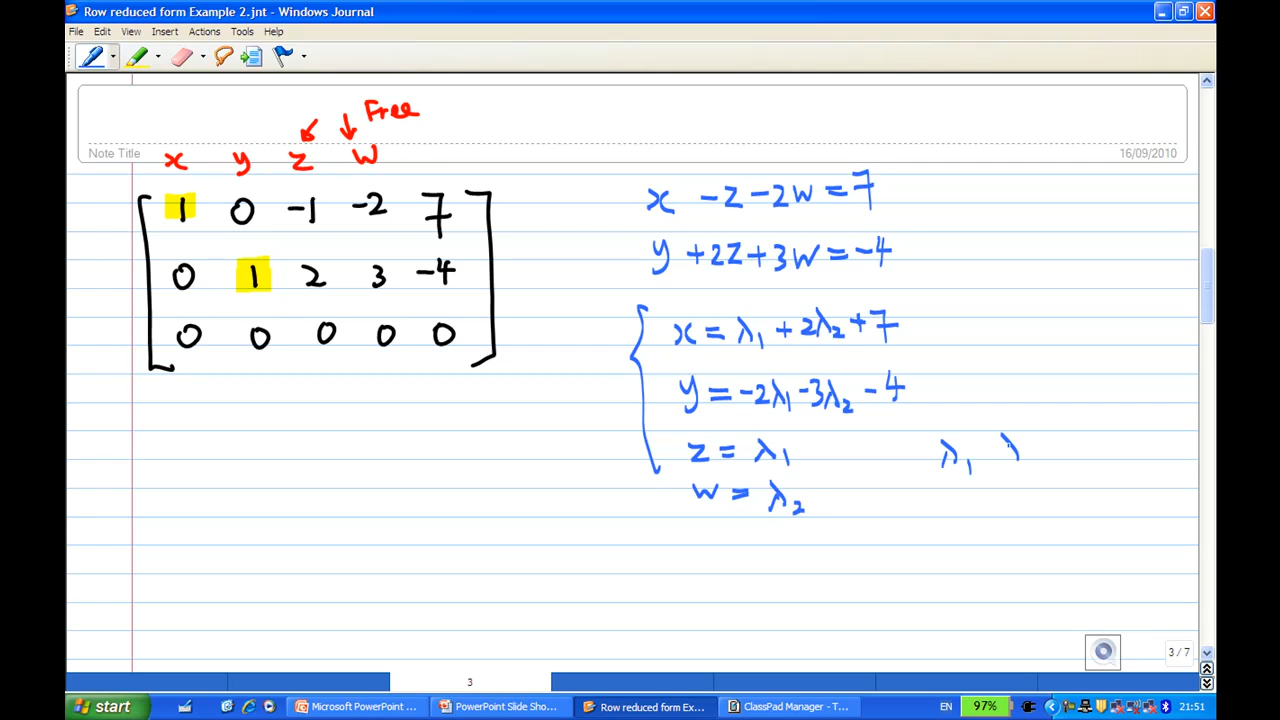 Row reduced form Example 2.jnt - Windows Journal
File Edit View Insert Actions Tools Help
Free
x y z w
Note Title
16/09/2010
1 0 -1 -2 7
0 1 2 3 -4
0 0 0 0 0
x -z -2w = 7
y +2z +3w = -4
x = λ₁ + 2λ₂ + 7
y = -2λ₁ -3λ₂ -4
z = λ₁
λ₁ λ
w = λ₂
3 / 7
3
start
Microsoft PowerPoint ...
PowerPoint Slide Sho...
Row reduced form Ex...
ClassPad Manager - T...
EN
97%
21:51